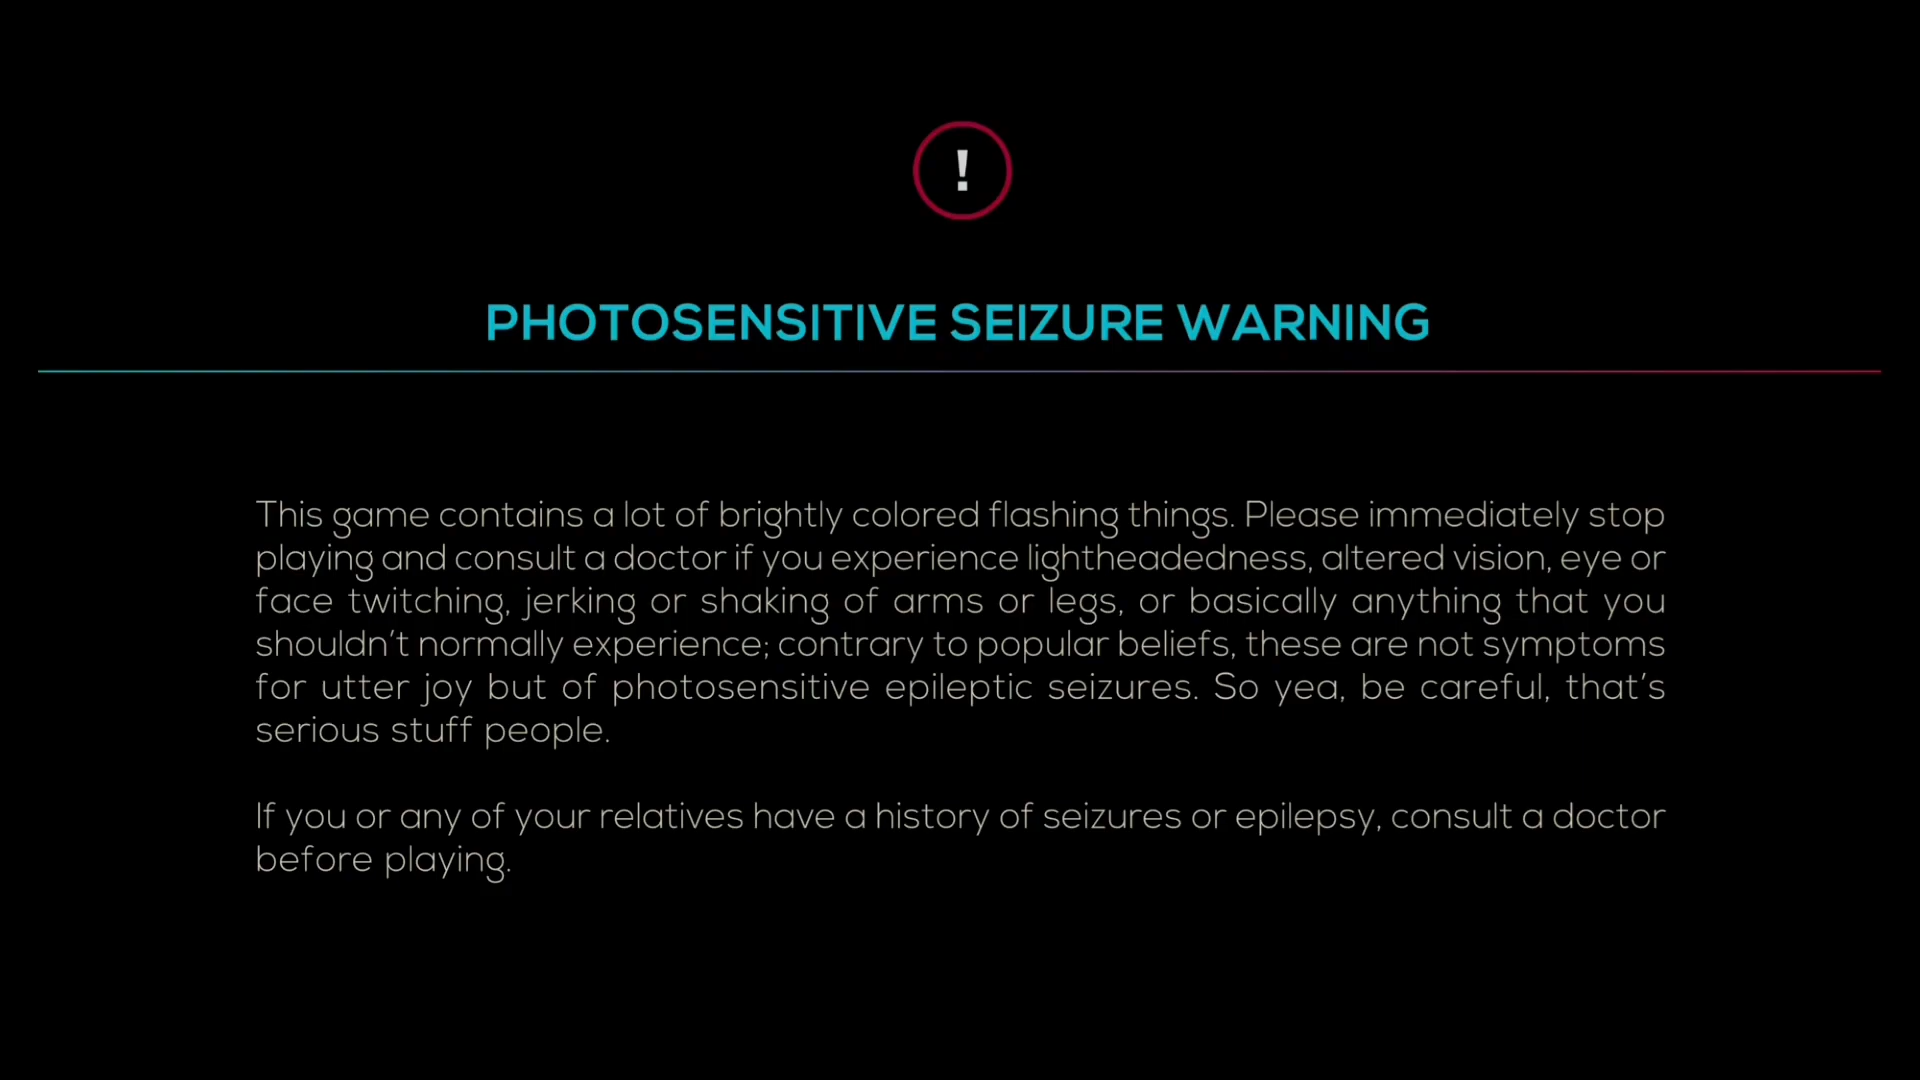 !
PHOTOSENSITIVE SEIZURE WARNING
This game contains a lot of brightly colored flashing things. Please immediately stop
playing and consult a doctor if you experience lightheadedness, altered vision, eye or
face twitching, jerking or shaking of arms or legs, or basically anything that you
shouldn't normally experience; contrary to popular beliefs, these are not symptoms
for utter joy but of photosensitive epileptic seizures. So yea, be careful, that's
serious stuff people.
If you or any of your relatives have a history of seizures or epilepsy, consult a doctor
before playing.